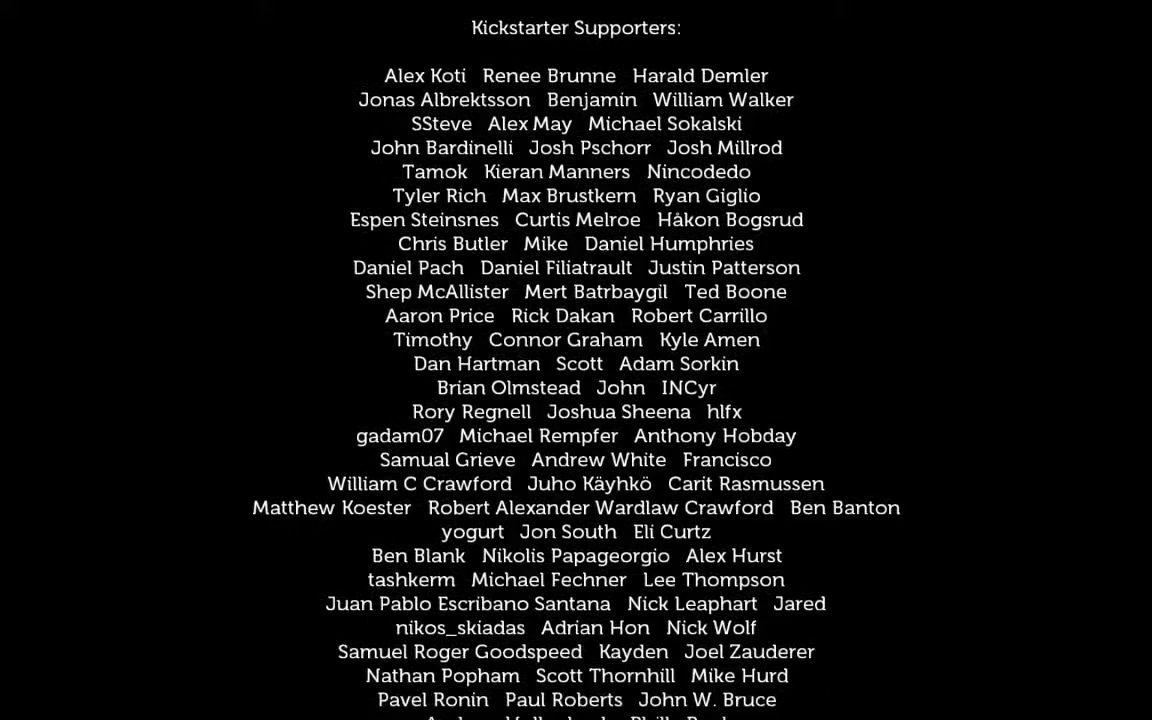 Kickstarter Supporters:
Alex Koti Renee Brunne Harald Demler
Jonas Albrektsson Benjamin William Walker
SSteve Alex May Michael Sokalski
John Bardinelli Josh Pschorr Josh Millrod
Tamok Kieran Manners Nincodedo
Tyler Rich Max Brustkern Ryan Giglio
Espen Steinsnes Curtis Melroe Håkon Bogsrud
Chris Butler Mike Daniel Humphries
Daniel Pach Daniel Filiatrault Justin Patterson
Shep McAllister Mert Batrbaygil Ted Boone
Aaron Price Rick Dakan Robert Carrillo
Timothy Connor Graham Kyle Amen
Dan Hartman Scott Adam Sorkin
Brian Olmstead John INCyr
Rory Regnell Joshua Sheena hlfx
gadam07 Michael Rempfer Anthony Hobday
Samual Grieve Andrew White Francisco
William C Crawford Juho Käyhkö Carit Rasmussen
Matthew Koester Robert Alexander Wardlaw Crawford Ben Banton
yogurt Jon South Eli Curtz
Ben Blank Nikolis Papageorgio Alex Hurst
tashkerm Michael Fechner Lee Thompson
Juan Pablo Escribano Santana Nick Leaphart Jared
nikos_skiadas Adrian Hon Nick Wolf
Samuel Roger Goodspeed Kayden Joel Zauderer
Nathan Popham Scott Thornhill Mike Hurd
Pavel Ronin Paul Roberts John W. Bruce